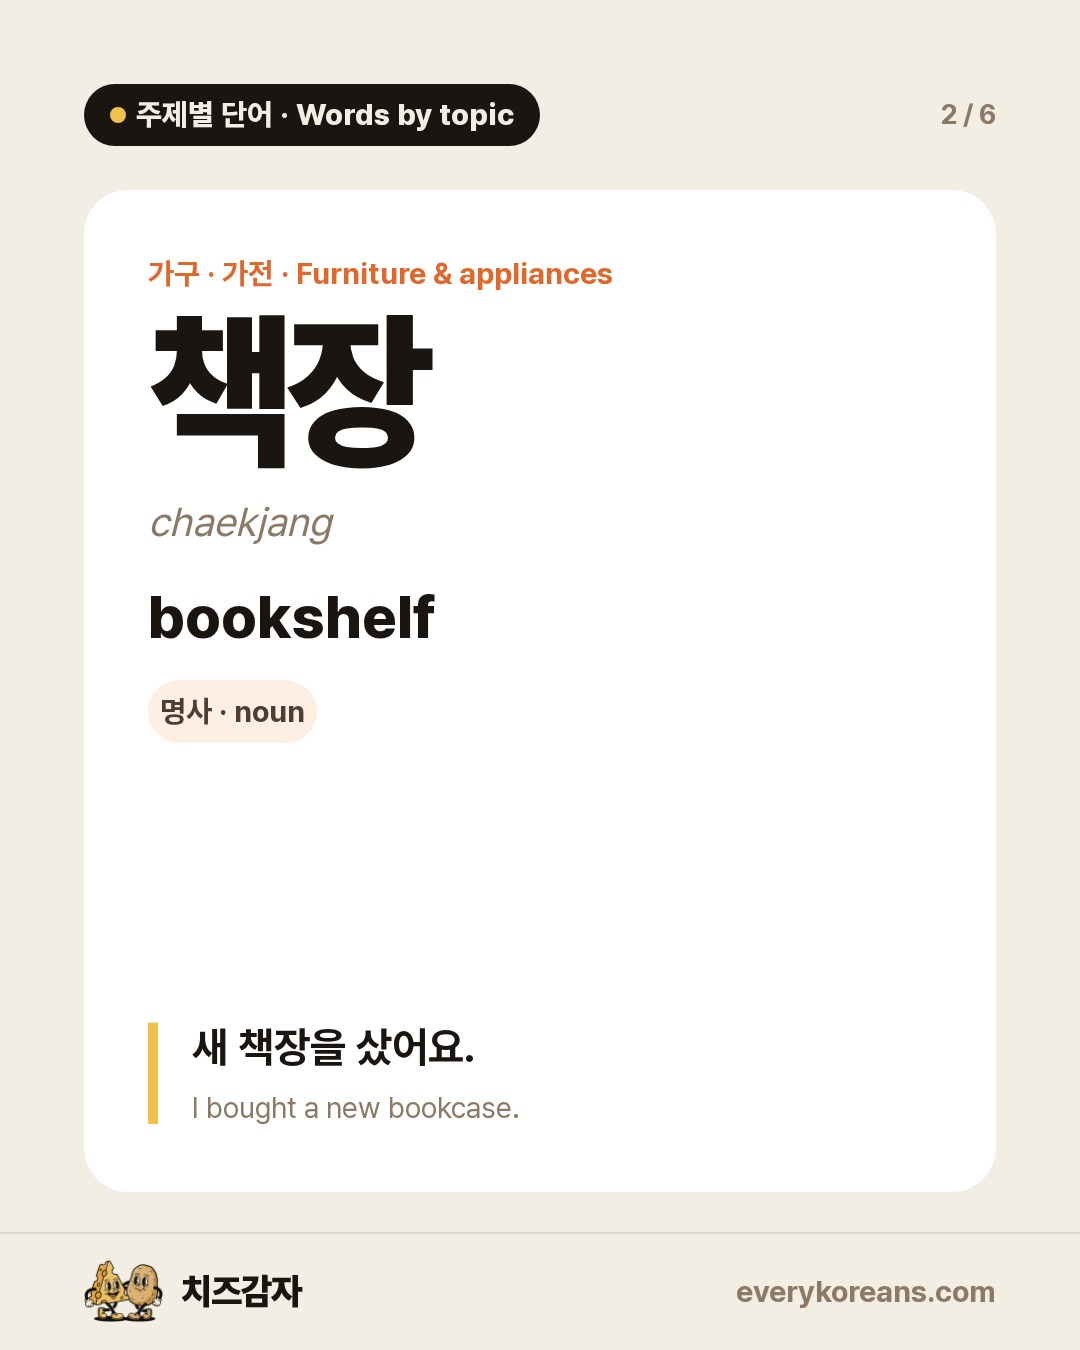 주제별 단어 · Words by topic
2 / 6
가구 · 가전 · Furniture & appliances
책장
chaekjang
bookshelf
명사 · noun
새 책장을 샀어요.
I bought a new bookcase.
치즈감자
everykoreans.com